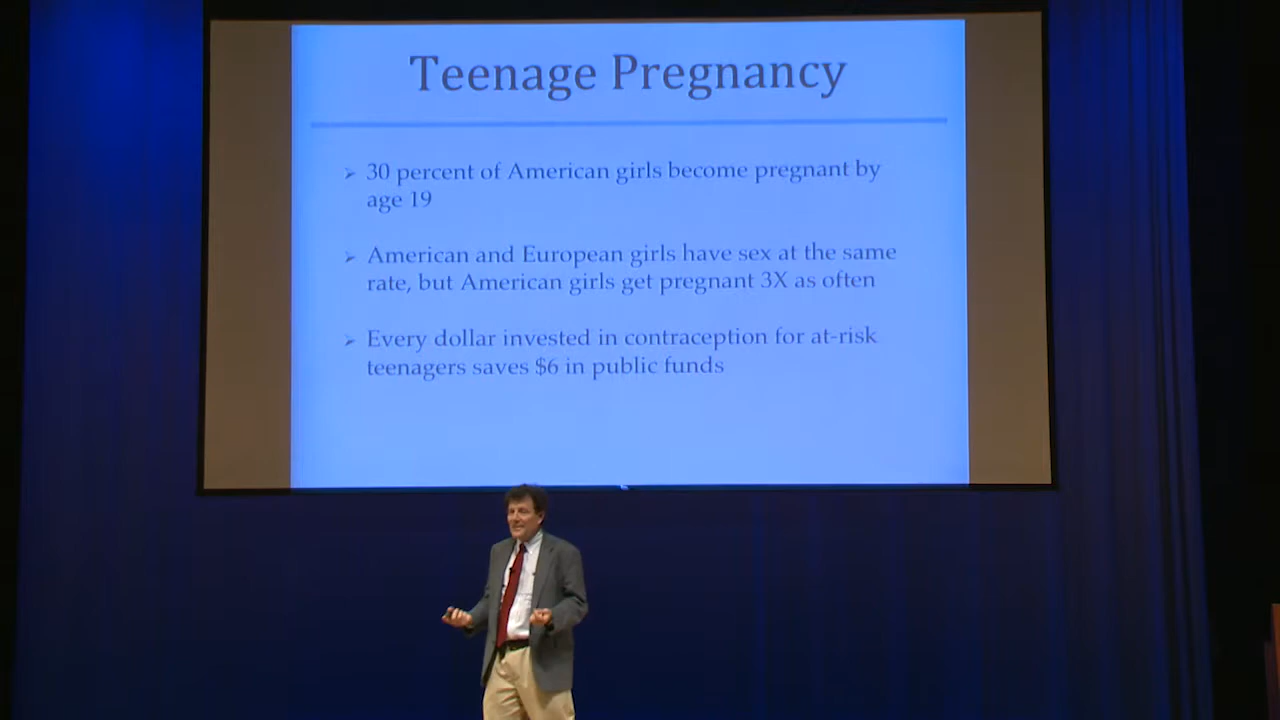 Teenage Pregnancy
➢ 30 percent of American girls become pregnant by
age 19
➢ American and European girls have sex at the same
rate, but American girls get pregnant 3X as often
➢ Every dollar invested in contraception for at-risk
teenagers saves $6 in public funds